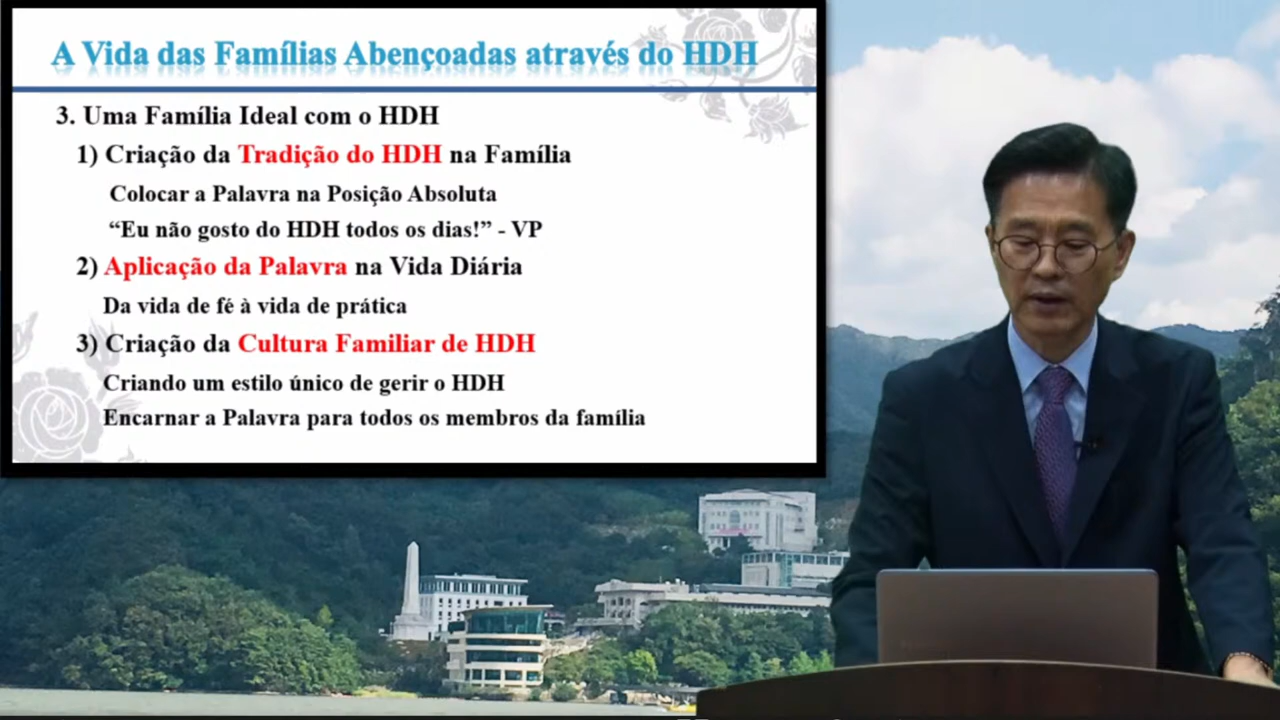 A Vida das Famílias Abençoadas através do HDH
3. Uma Família Ideal com o HDH
1) Criação da Tradição do HDH na Família
Colocar a Palavra na Posição Absoluta
“Eu não gosto do HDH todos os dias!” - VP
2) Aplicação da Palavra na Vida Diária
Da vida de fé à vida de prática
3) Criação da Cultura Familiar de HDH
Criando um estilo único de gerir o HDH
Encarnar a Palavra para todos os membros da família